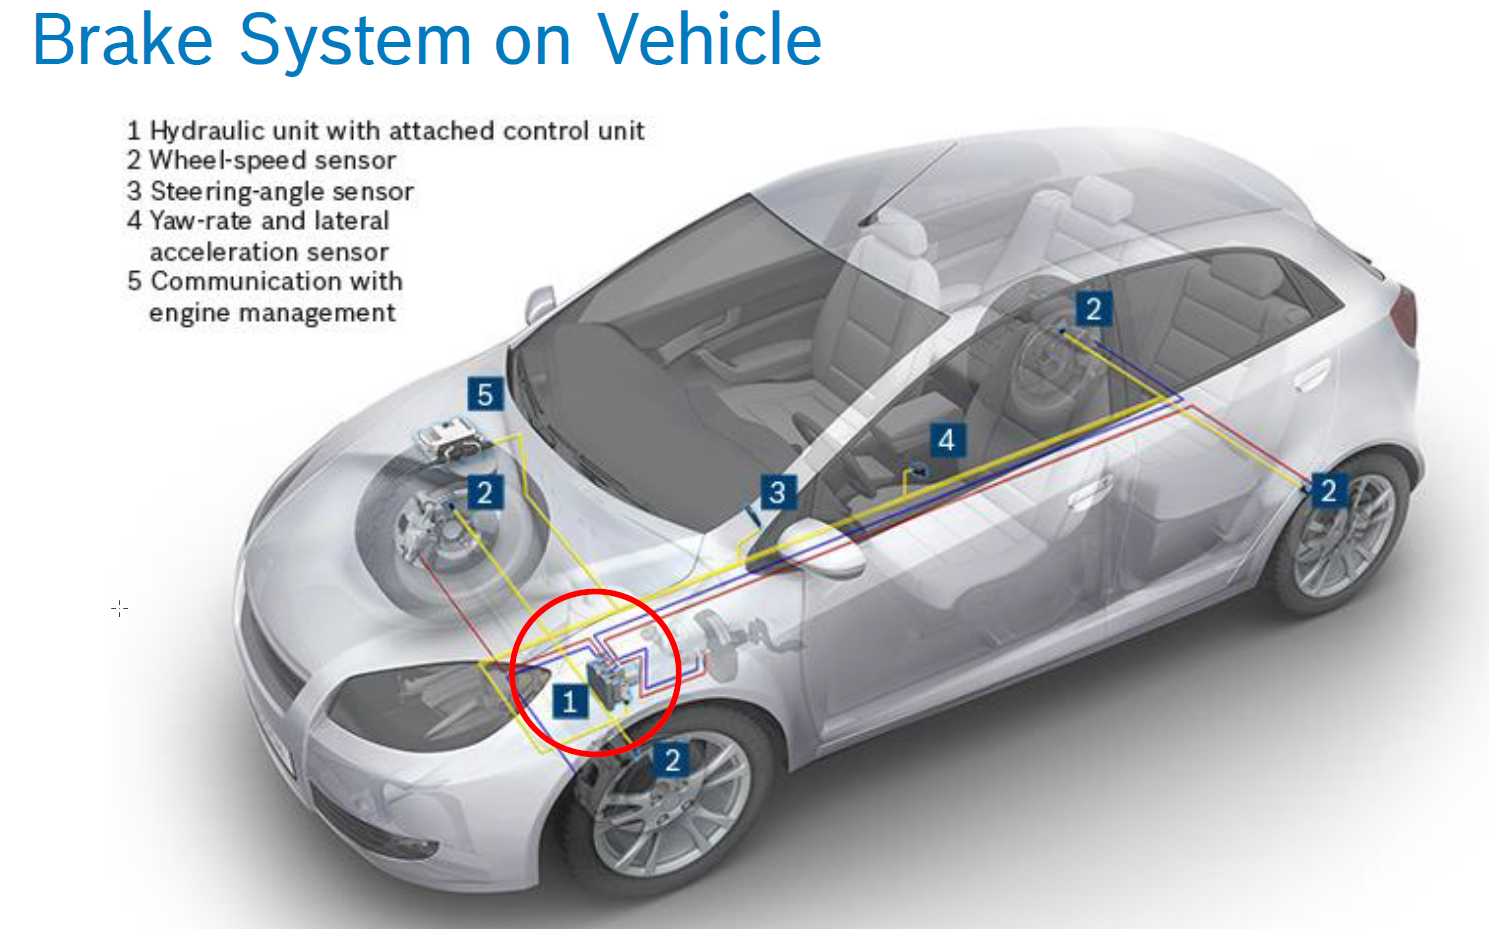 Brake System on Vehicle
1 Hydraulic unit with attached control unit
2 Wheel-speed sensor
3 Steering-angle sensor
4 Yaw-rate and lateral
acceleration sensor
5 Communication with
engine management
2
5
4
2
3
2
1
2